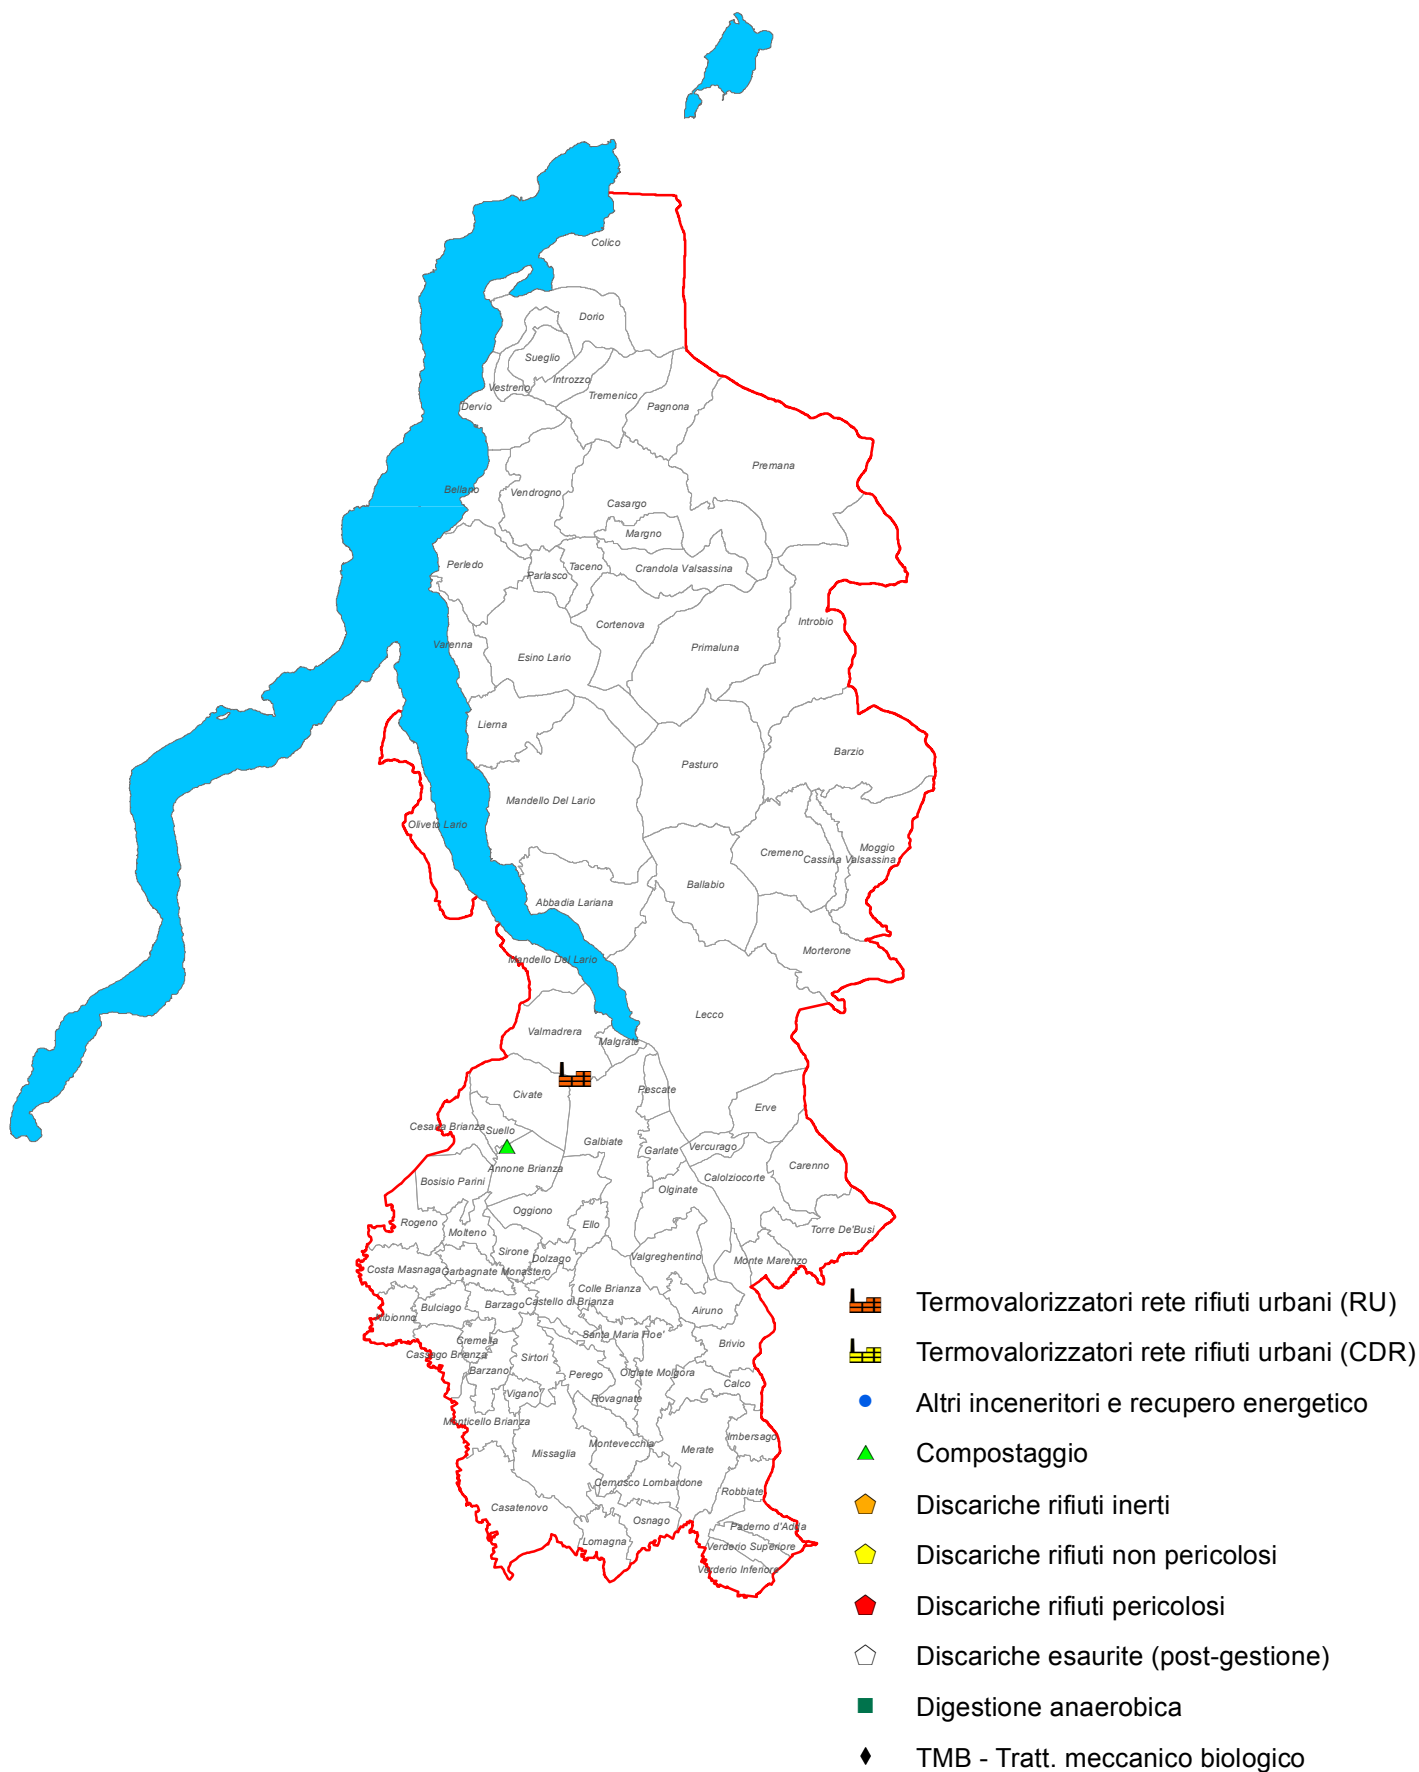 Colico
Dorio
Sueglio
Introzzo
Vestreno
Tremenico
Dervio
Pagnona
Premana
Bellano
Vendrogno
Casargo
Margno
Perledo
Parlasco
Taceno
Crandola Valsassina
Cortenova
Introbio
Varenna
Esino Lario
Primaluna
Lierna
Barzio
Pasturo
Mandello Del Lario
Oliveto Lario
Cremeno
Moggio
Cassina Valsassina
Ballabio
Abbadia Lariana
Morterone
Mandello Del Lario
Lecco
Valmadrera
Malgrate
Civate
Pescate
Erve
Cesana Brianza
Suello
Galbiate
Garlate
Vercurago
Annone Brianza
Carenno
Bosisio Parini
Calolziocorte
Olginate
Oggiono
Rogeno
Ello
Molteno
Torre De'Busi
Sirone
Dolzago
Valgreghentino
Monte Marenzo
Costa Masnaga
Garbagnate Monastero
Colle Brianza
Castello di Brianza
Bulciago
Barzago
Airuno
Albionno
Santa Maria Hoe'
Cremella
Brivio
Cassago Brianza
Sirtori
Barzano'
Perego
Olgiate Molgora
Calco
Vigano'
Rovagnate
Monticello Brianza
Imbersago
Missaglia
Montevecchia
Merate
Cernusco Lombardone
Robbiate
Casatenovo
Osnago
Paderno d'Adda
Lomagna
Verderio Superiore
Verderio Inferiore
Termovalorizzatori rete rifiuti urbani (RU)
Termovalorizzatori rete rifiuti urbani (CDR)
Altri inceneritori e recupero energetico
Compostaggio
Discariche rifiuti inerti
Discariche rifiuti non pericolosi
Discariche rifiuti pericolosi
Discariche esaurite (post-gestione)
Digestione anaerobica
TMB - Tratt. meccanico biologico